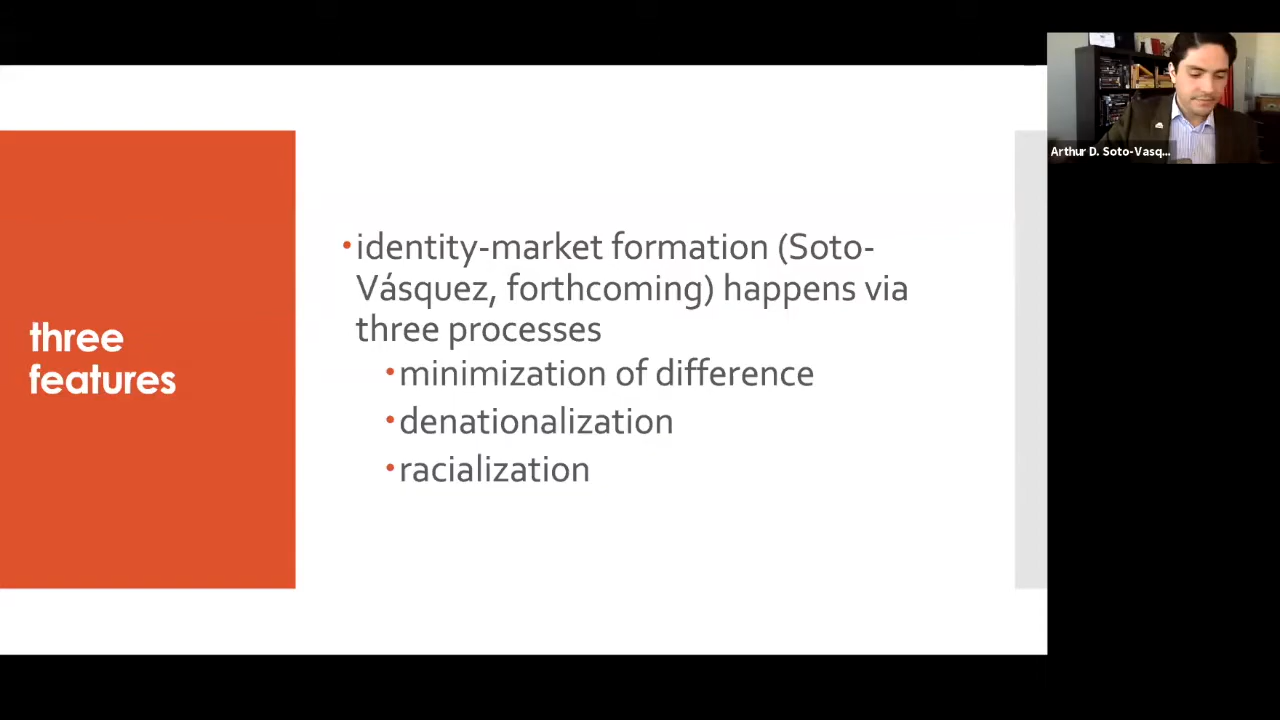 three
features
•identity-market formation (Soto-
Vásquez, forthcoming) happens via
three processes
•minimization of difference
•denationalization
•racialization
Arthur D. Soto-Vasq...